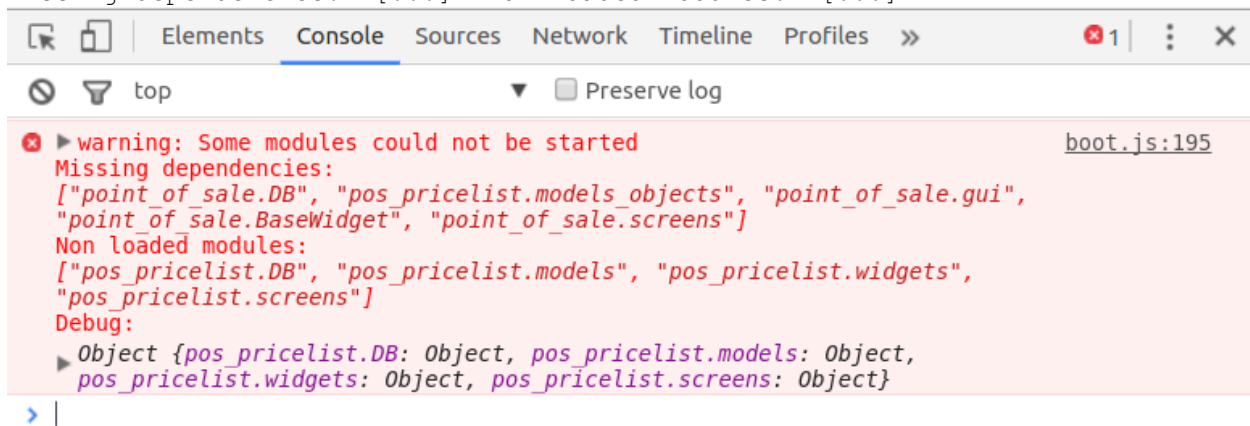 Elements Console Sources Network Timeline Profiles » 1
top Preserve log
warning: Some modules could not be started boot.js:195
Missing dependencies:
["point_of_sale.DB", "pos_pricelist.models_objects", "point_of_sale.gui",
"point_of_sale.BaseWidget", "point_of_sale.screens"]
Non loaded modules:
["pos_pricelist.DB", "pos_pricelist.models", "pos_pricelist.widgets",
"pos_pricelist.screens"]
Debug:
Object {pos_pricelist.DB: Object, pos_pricelist.models: Object,
pos_pricelist.widgets: Object, pos_pricelist.screens: Object}